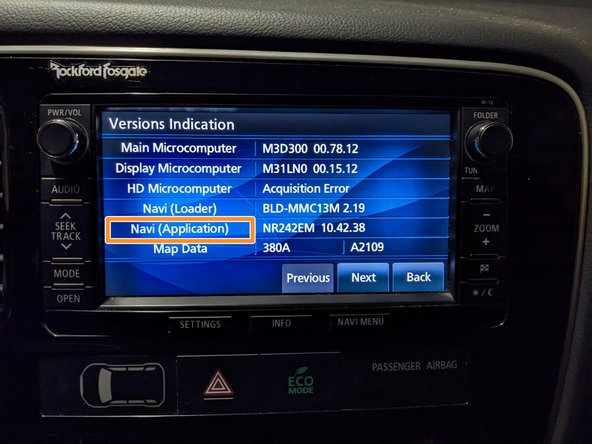 Rockford Fosgate
W-12
PWR/VOL
FOLDER
Versions Indication
Main Microcomputer M3D300 00.78.12
Display Microcomputer M31LN0 00.15.12
HD Microcomputer Acquisition Error
Navi (Loader) BLD-MMC13M 2.19
Navi (Application) NR242EM 10.42.38
Map Data 380A A2109
Previous Next Back
TUN
AUDIO
MAP
SEEK
TRACK
ZOOM
MODE
OPEN
SETTINGS INFO NAVI MENU
ECO
MODE
PASSENGER AIRBAG